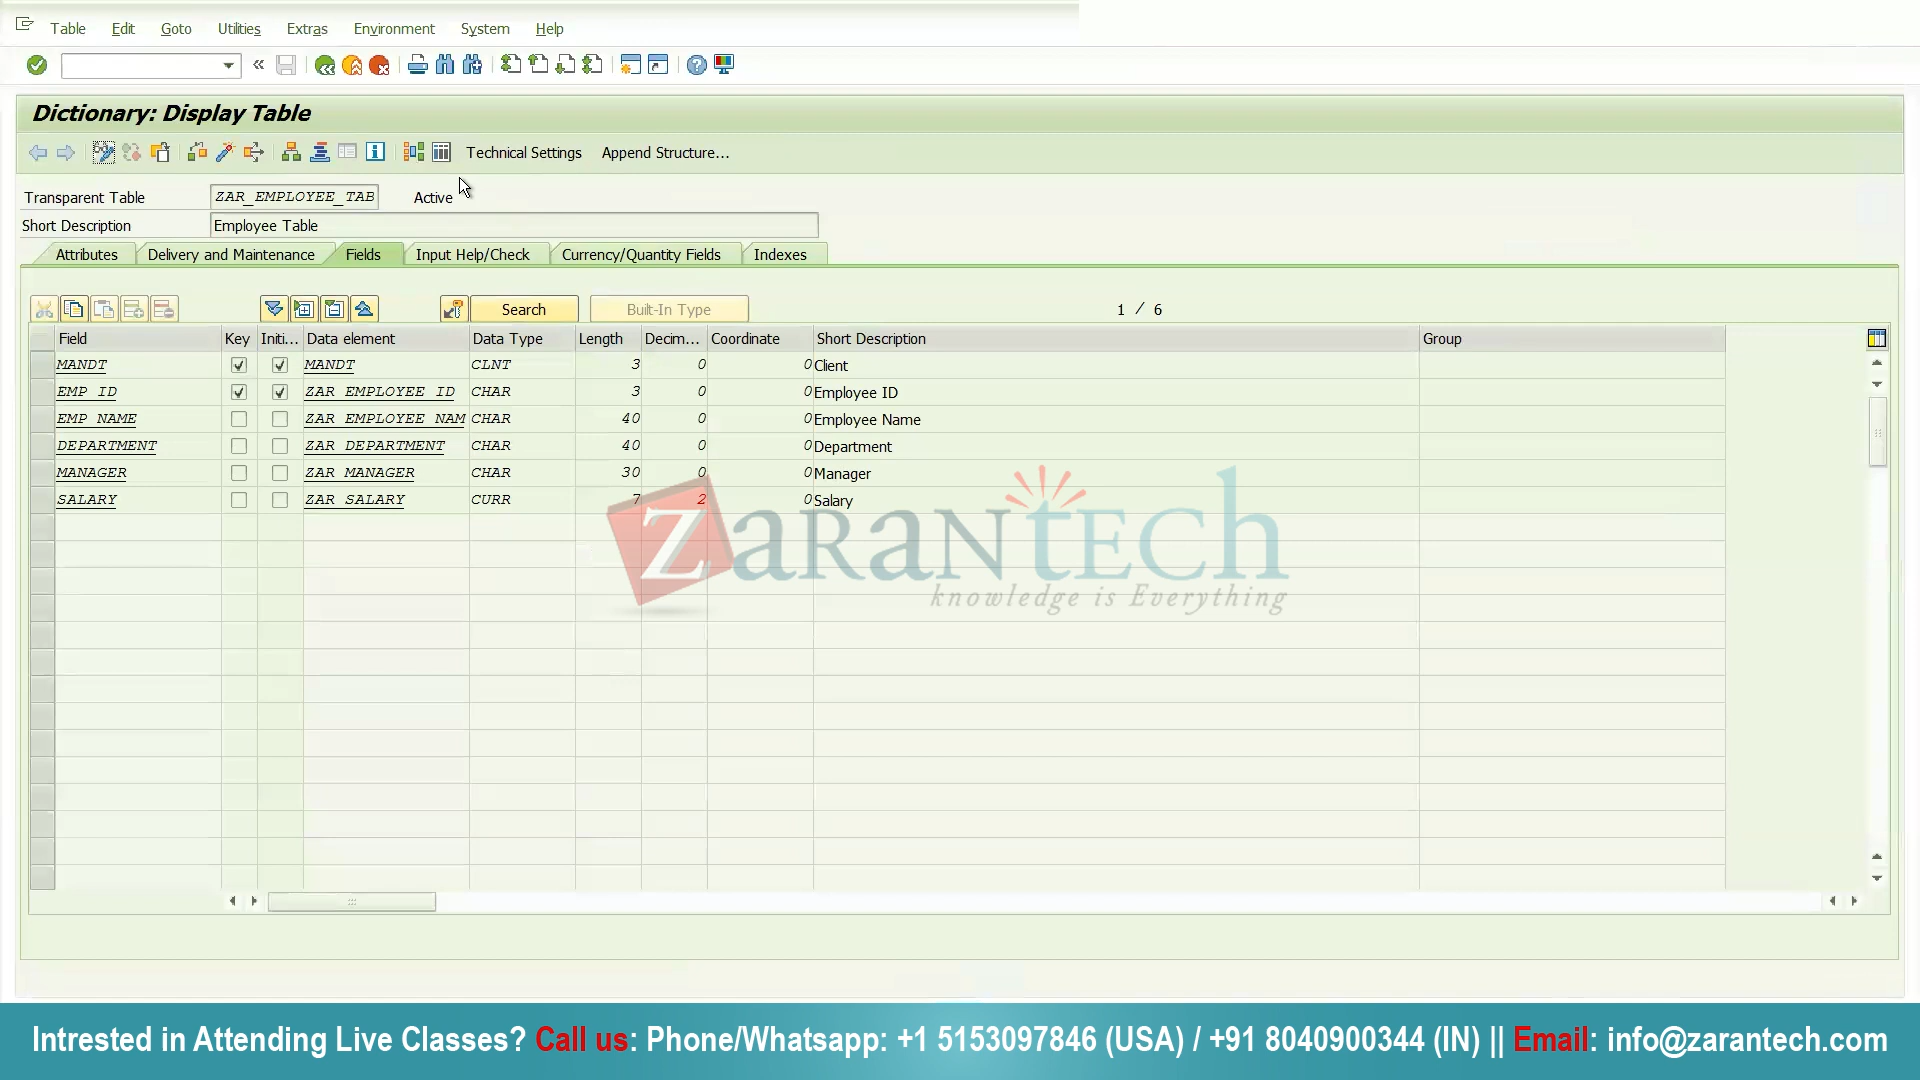 Table Edit Goto Utilities Extras Environment System Help
Dictionary: Display Table
Technical Settings Append Structure...
Transparent Table ZAR_EMPLOYEE_TAB Active
Short Description Employee Table
Attributes Delivery and Maintenance Fields Input Help/Check Currency/Quantity Fields Indexes
Search Built-In Type 1 / 6
Field Key Initi... Data element Data Type Length Decim... Coordinate Short Description Group
MANDT MANDT CLNT 3 0 0 Client
EMP_ID ZAR_EMPLOYEE_ID CHAR 3 0 0 Employee ID
EMP_NAME ZAR_EMPLOYEE_NAM CHAR 40 0 0 Employee Name
DEPARTMENT ZAR_DEPARTMENT CHAR 40 0 0 Department
MANAGER ZAR_MANAGER CHAR 30 0 0 Manager
SALARY ZAR_SALARY CURR 7 2 0 Salary
ZaranTech
knowledge is Everything
Intrested in Attending Live Classes? Call us: Phone/Whatsapp: +1 5153097846 (USA) / +91 8040900344 (IN) || Email: info@zarantech.com